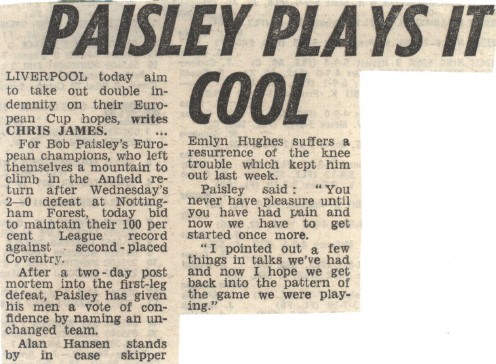 PAISLEY PLAYS IT
COOL
LIVERPOOL today aim
to take out double in-
demnity on their Euro-
pean Cup hopes, writes
CHRIS JAMES. ...
For Bob Paisley's Euro-
pean champions, who left
themselves a mountain to
climb in the Anfield re-
turn after Wednesday's
2—0 defeat at Notting-
ham Forest, today bid
to maintain their 100 per
cent League record
against second-placed
Coventry.
After a two-day post
mortem into the first-leg
defeat, Paisley has given
his men a vote of con-
fidence by naming an un-
changed team.
Alan Hansen stands
by in case skipper
Emlyn Hughes suffers a
resurrence of the knee
trouble which kept him
out last week.
Paisley said: "You
never have pleasure until
you have had pain and
now we have to get
started once more.
"I pointed out a few
things in talks we've had
and now I hope we get
back into the pattern of
the game we were play-
ing."